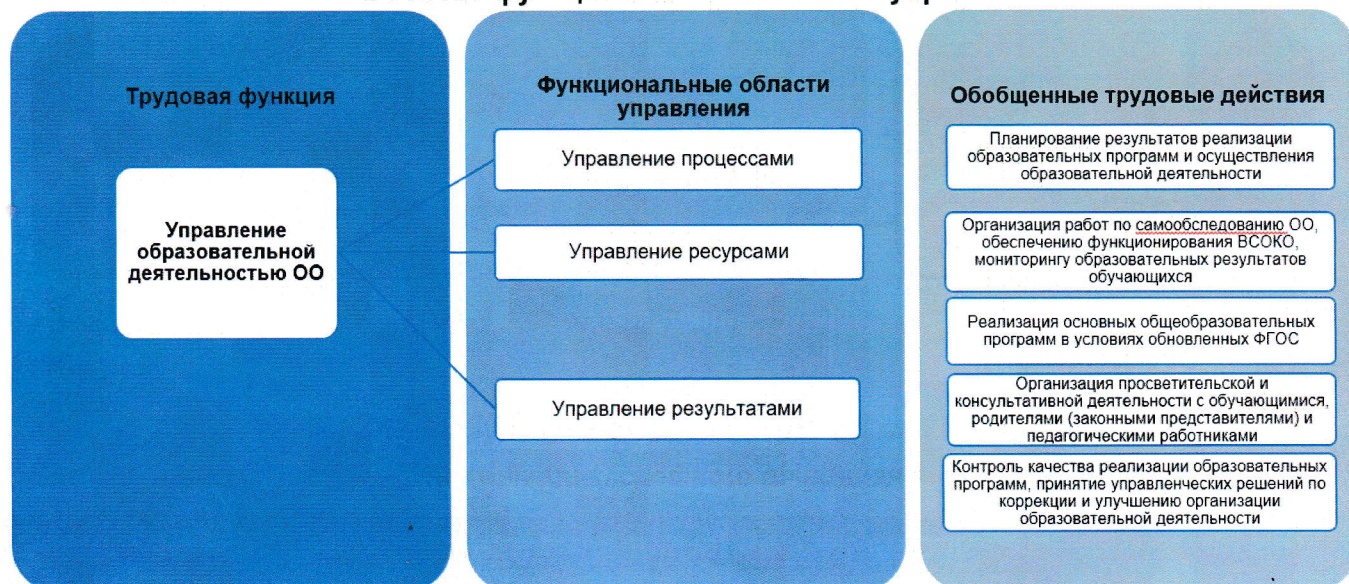 Трудовая функция
Управление
образовательной
деятельностью ОО
Функциональные области
управления
Управление процессами
Управление ресурсами
Управление результатами
Обобщенные трудовые действия
Планирование результатов реализации
образовательных программ и осуществления
образовательной деятельности
Организация работ по самообследованию ОО,
обеспечению функционирования ВСОКО,
мониторингу образовательных результатов
обучающихся
Реализация основных общеобразовательных
программ в условиях обновленных ФГОС
Организация просветительской и
консультативной деятельности с обучающимися,
родителями (законными представителями) и
педагогическими работниками
Контроль качества реализации образовательных
программ, принятие управленческих решений по
коррекции и улучшению организации
образовательной деятельности